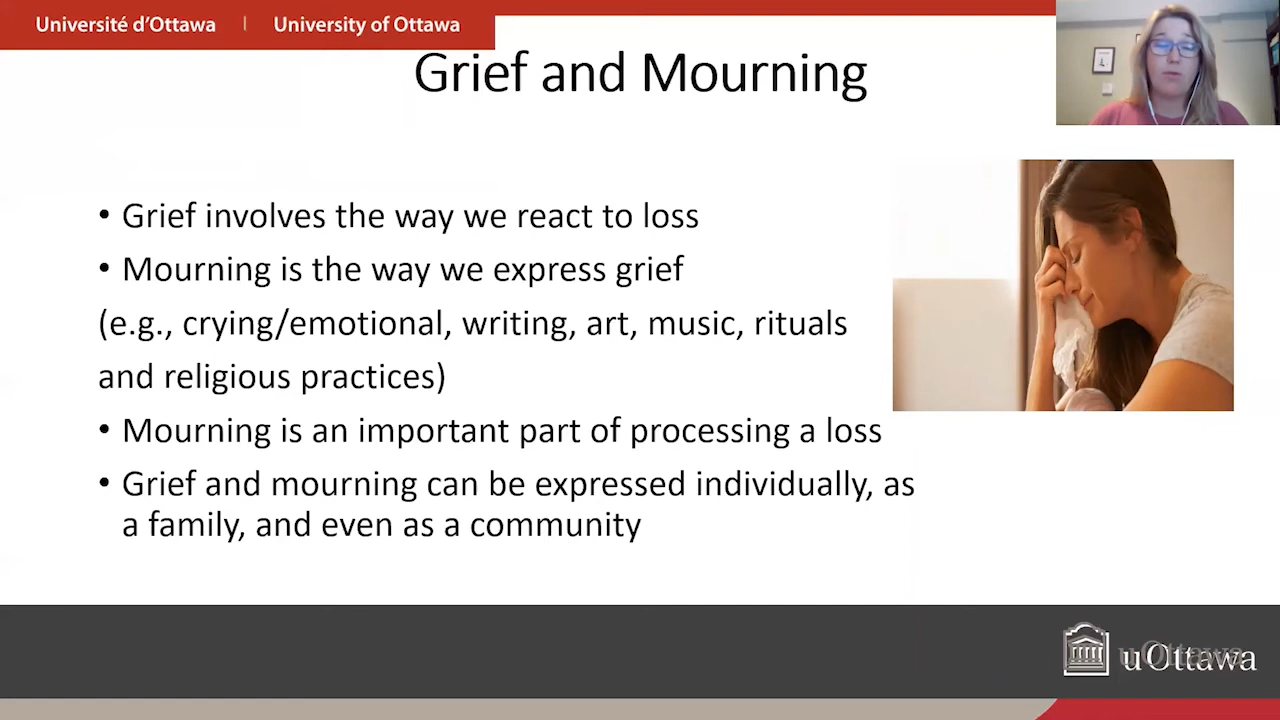 Université d'Ottawa | University of Ottawa
Grief and Mourning
• Grief involves the way we react to loss
• Mourning is the way we express grief
(e.g., crying/emotional, writing, art, music, rituals
and religious practices)
• Mourning is an important part of processing a loss
• Grief and mourning can be expressed individually, as
a family, and even as a community
uOttawa